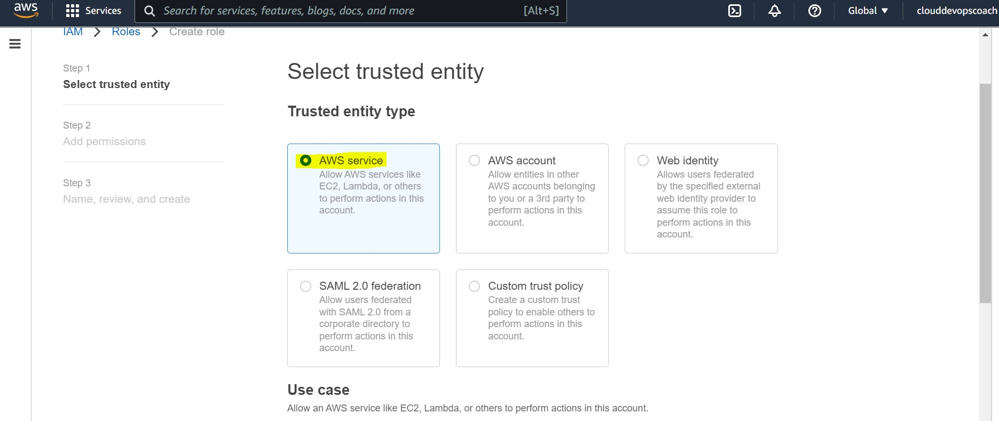 aws
Services
Search for services, features, blogs, docs, and more
[Alt+S]
Global
clouddevopscoach
IAM
Roles
Create role
Step 1
Select trusted entity
Step 2
Add permissions
Step 3
Name, review, and create
Select trusted entity
Trusted entity type
AWS service
Allow AWS services like
EC2, Lambda, or others
to perform actions in this
account.
AWS account
Allow entities in other
AWS accounts belonging
to you or a 3rd party to
perform actions in this
account.
Web identity
Allows users federated
by the specified external
web identity provider to
assume this role to
perform actions in this
account.
SAML 2.0 federation
Allow users federated
with SAML 2.0 from a
corporate directory to
perform actions in this
account.
Custom trust policy
Create a custom trust
policy to enable others to
perform actions in this
account.
Use case
Allow an AWS service like EC2, Lambda, or others to perform actions in this account.